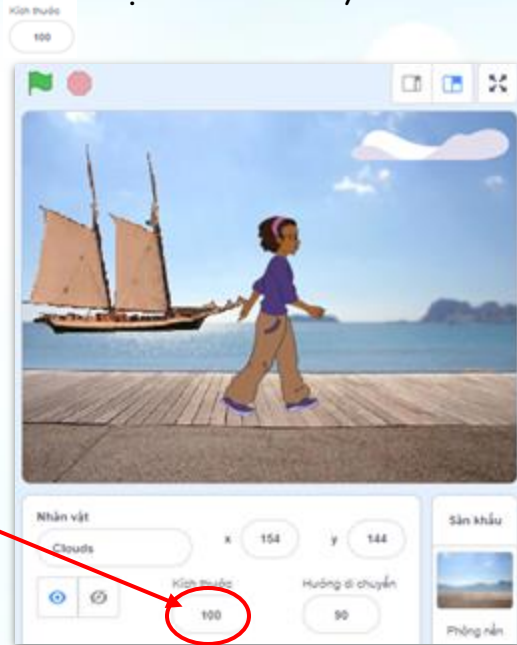 Kích thước
100
Nhân vật
Clouds
x 154
y 144
Sân khấu
Kích thước
100
Hướng di chuyển
90
Phông nền